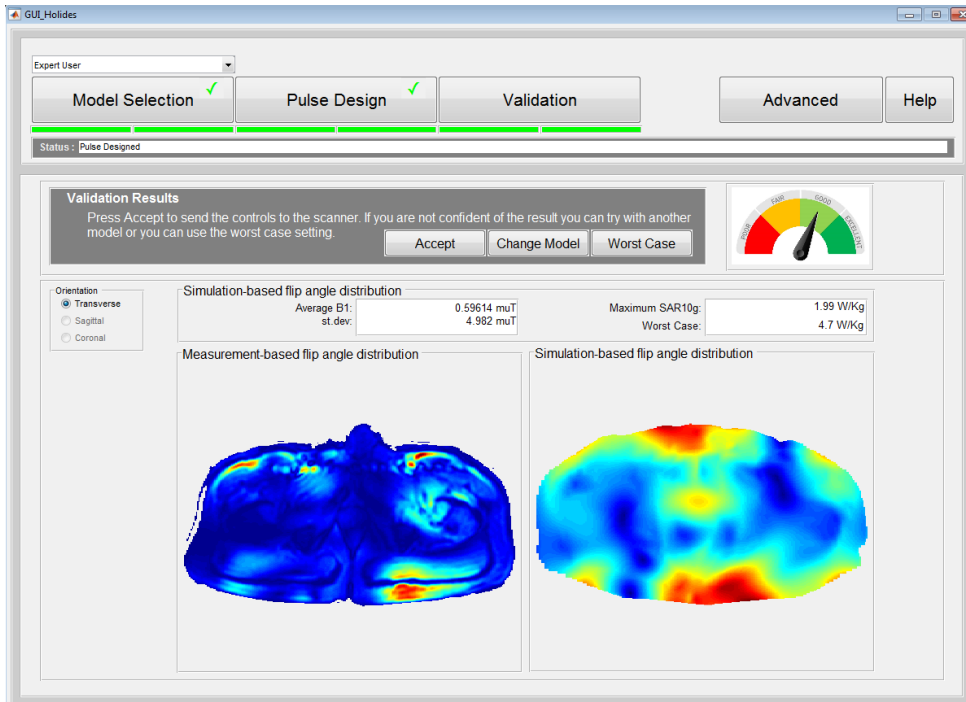 GUI_Holides
Expert User
Model Selection
Pulse Design
Validation
Advanced
Help
Status : Pulse Designed
Validation Results
Press Accept to send the controls to the scanner. If you are not confident of the result you can try with another
model or you can use the worst case setting.
Accept
Change Model
Worst Case
POOR
FAIR
GOOD
EXCELLENT
Orientation
Transverse
Sagittal
Coronal
Simulation-based flip angle distribution
Average B1: 0.59614 muT
st.dev: 4.982 muT
Maximum SAR10g: 1.99 W/Kg
Worst Case: 4.7 W/Kg
Measurement-based flip angle distribution
Simulation-based flip angle distribution